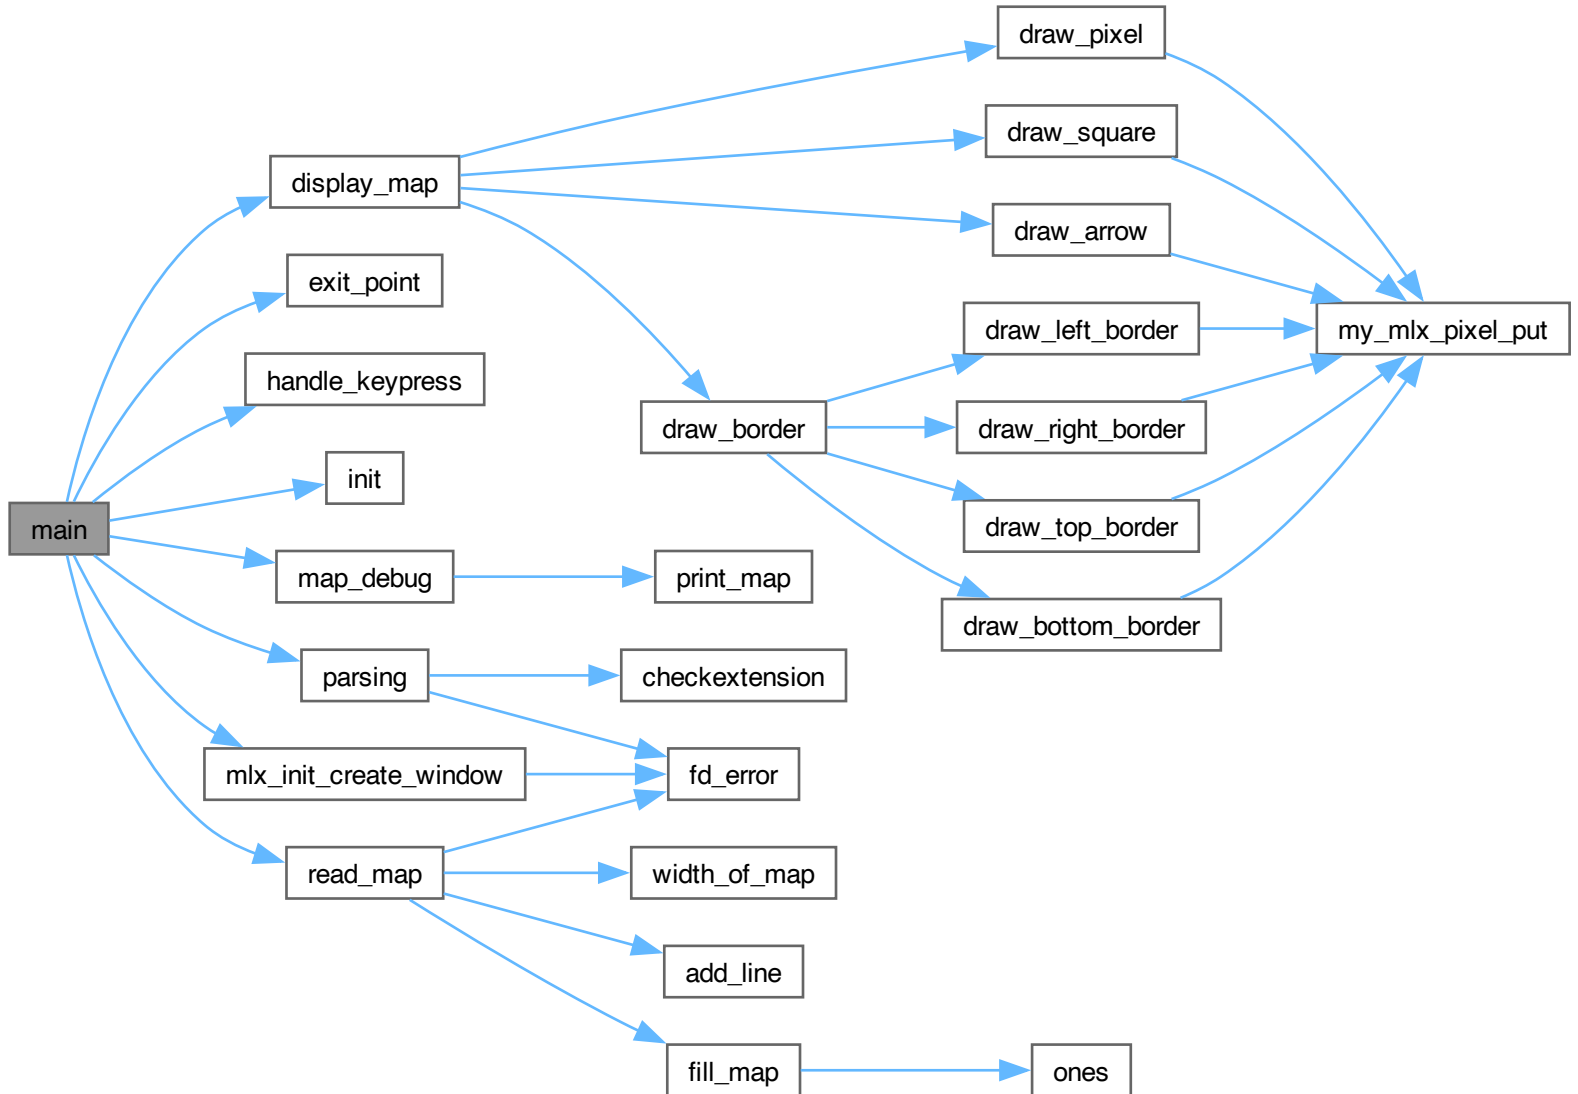 draw_pixel
draw_square
display_map
draw_arrow
exit_point
draw_left_border
my_mlx_pixel_put
handle_keypress
draw_border
draw_right_border
init
main
draw_top_border
map_debug
print_map
draw_bottom_border
parsing
checkextension
mlx_init_create_window
fd_error
read_map
width_of_map
add_line
fill_map
ones